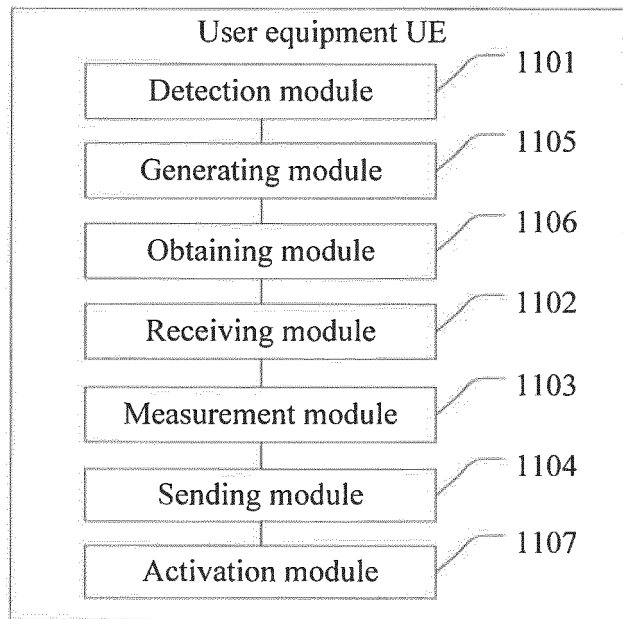 User equipment UE
Detection module
1101
Generating module
1105
Obtaining module
1106
Receiving module
1102
Measurement module
1103
Sending module
1104
Activation module
1107